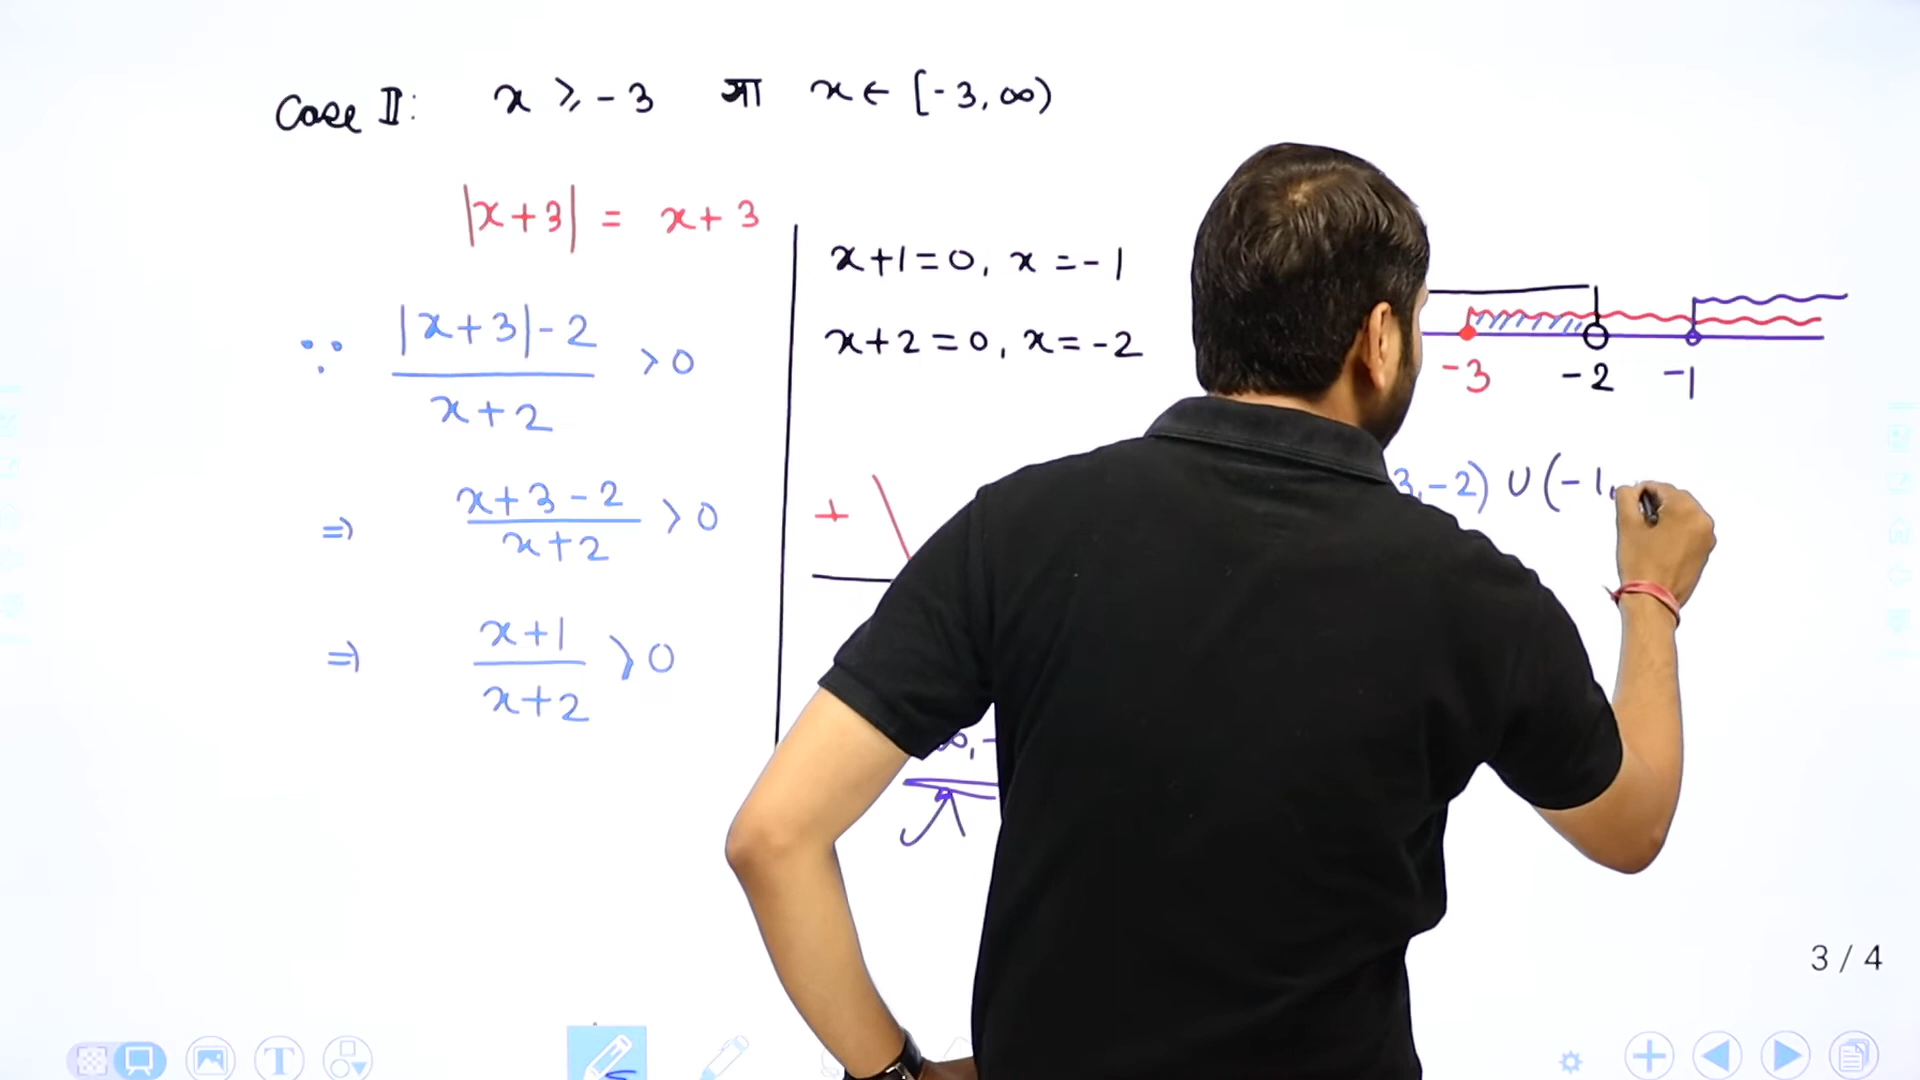 Case II: x ≥ -3 या x ∈ [-3, ∞)
|x+3| = x+3
∵ |x+3|-2 / x+2 > 0
⇒ x+3-2 / x+2 > 0
⇒ x+1 / x+2 > 0
x+1=0, x=-1
x+2=0, x=-2
+
∞, -
-3 -2 -1
3,-2) ∪ (-1,
3 / 4
T